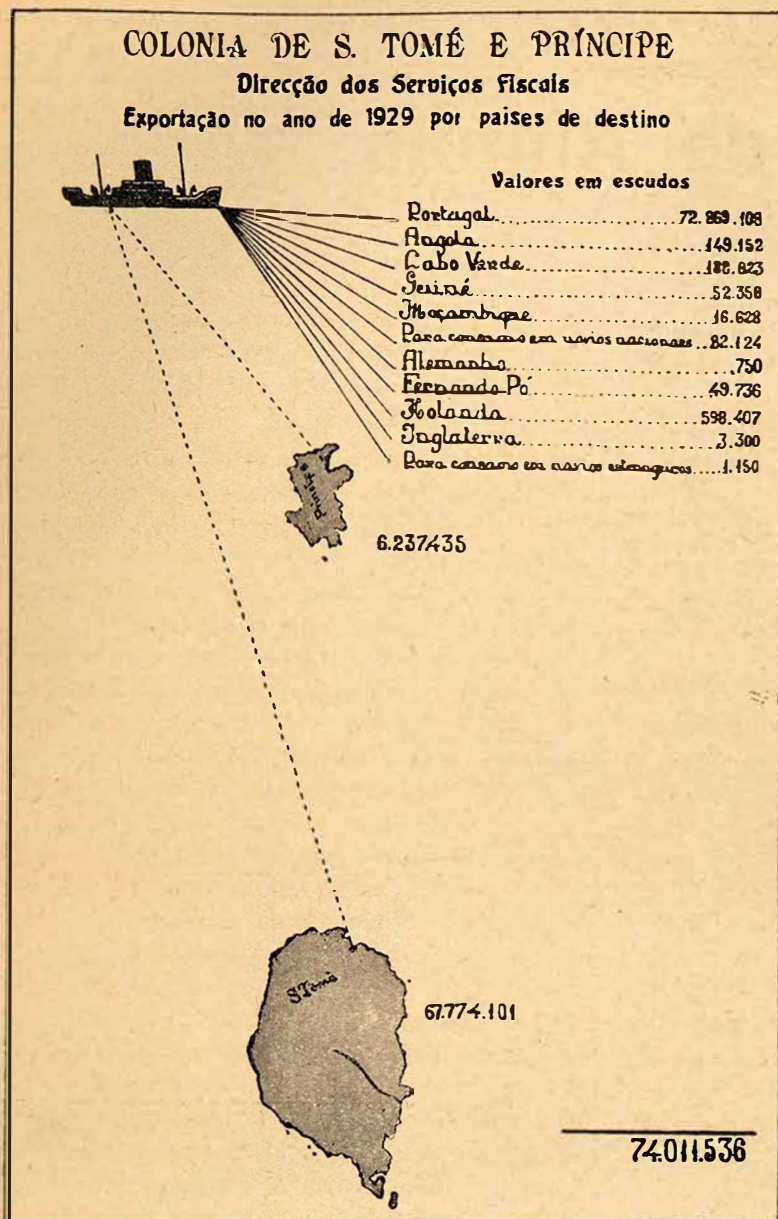 COLONIA DE S. TOMÉ E PRÍNCIPE
Direcção dos Serviços Fiscais
Exportação no ano de 1929 por paises de destino
Valores em escudos
Portugal..............72.869.108
Angola..............149.152
Cabo Verde..............188.823
Guiné..............52.358
Moçambique..............16.628
Para consumo em navios nacionaes..82.124
Alemanha..............750
Fernando Pó..............49.736
Holanda..............598.407
Inglaterra..............3.300
Para consumo em navios estrangeiros....1.150
Principe
6.237.435
S. Tomé
67.774.101
74.011.536